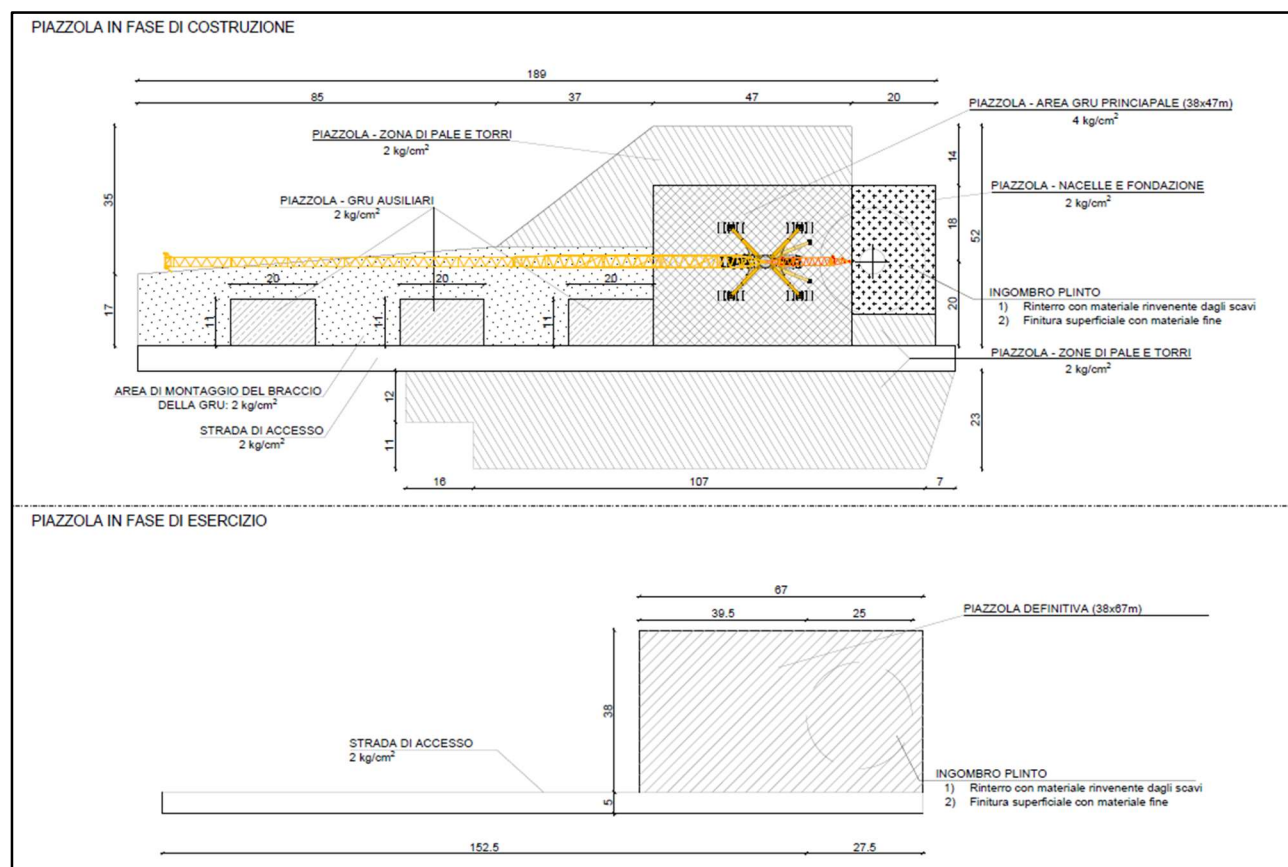 PIAZZOLA IN FASE DI COSTRUZIONE
189
85
37
47
20
PIAZZOLA - AREA GRU PRINCIAPALE (38x47m)
4 kg/cm²
PIAZZOLA - ZONA DI PALE E TORRI
2 kg/cm²
14
35
PIAZZOLA - NACELLE E FONDAZIONE
2 kg/cm²
PIAZZOLA - GRU AUSILIARI
2 kg/cm²
18
52
20
20
20
INGOMBRO PLINTO
1) Rinterro con materiale rinvenente dagli scavi
2) Finitura superficiale con materiale fine
17
11
11
11
20
PIAZZOLA - ZONE DI PALE E TORRI
2 kg/cm²
AREA DI MONTAGGIO DEL BRACCIO
DELLA GRU: 2 kg/cm²
12
23
STRADA DI ACCESSO
2 kg/cm²
11
16
107
7
PIAZZOLA IN FASE DI ESERCIZIO
67
39.5
25
PIAZZOLA DEFINITIVA (38x67m)
38
STRADA DI ACCESSO
2 kg/cm²
INGOMBRO PLINTO
1) Rinterro con materiale rinvenente dagli scavi
2) Finitura superficiale con materiale fine
5
152.5
27.5